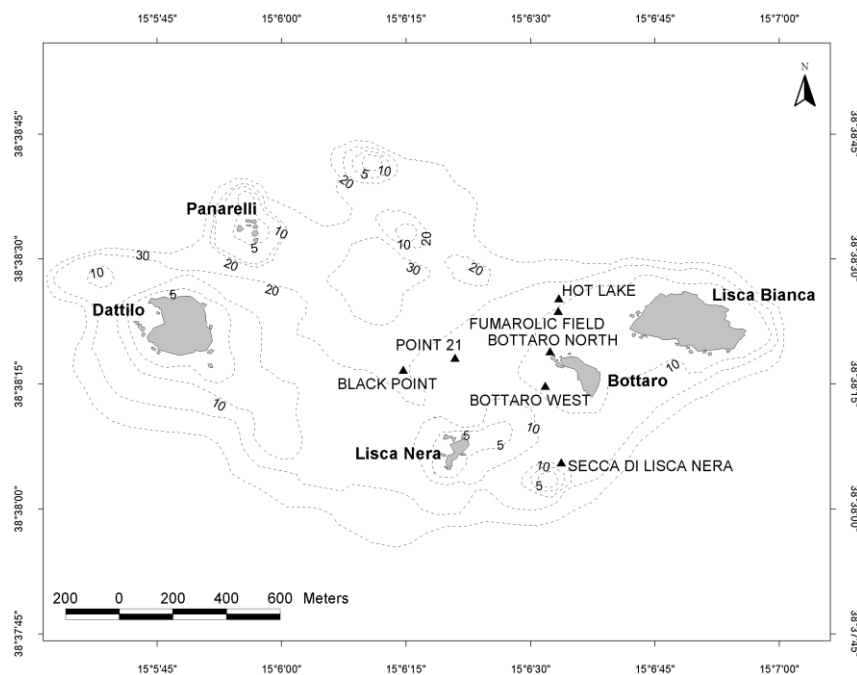 15°5'45" 15°6'00" 15°6'15" 15°6'30" 15°6'45" 15°7'00"
N
38°38'45" 38°38'45"
20 5 10
Panarelli
10
5
10 20
38°38'30" 38°38'30"
30
10
20
30
20
20
HOT LAKE
Lisca Bianca
5
Dattilo
FUMAROLIC FIELD
BOTTARO NORTH
POINT 21
10
BLACK POINT
Bottaro
38°38'15" 38°38'15"
BOTTARO WEST
10
10
5
5
Lisca Nera
10
SECCA DI LISCA NERA
5
38°38'00" 38°38'00"
200 0 200 400 600 Meters
38°37'45" 38°37'45"
15°5'45" 15°6'00" 15°6'15" 15°6'30" 15°6'45" 15°7'00"